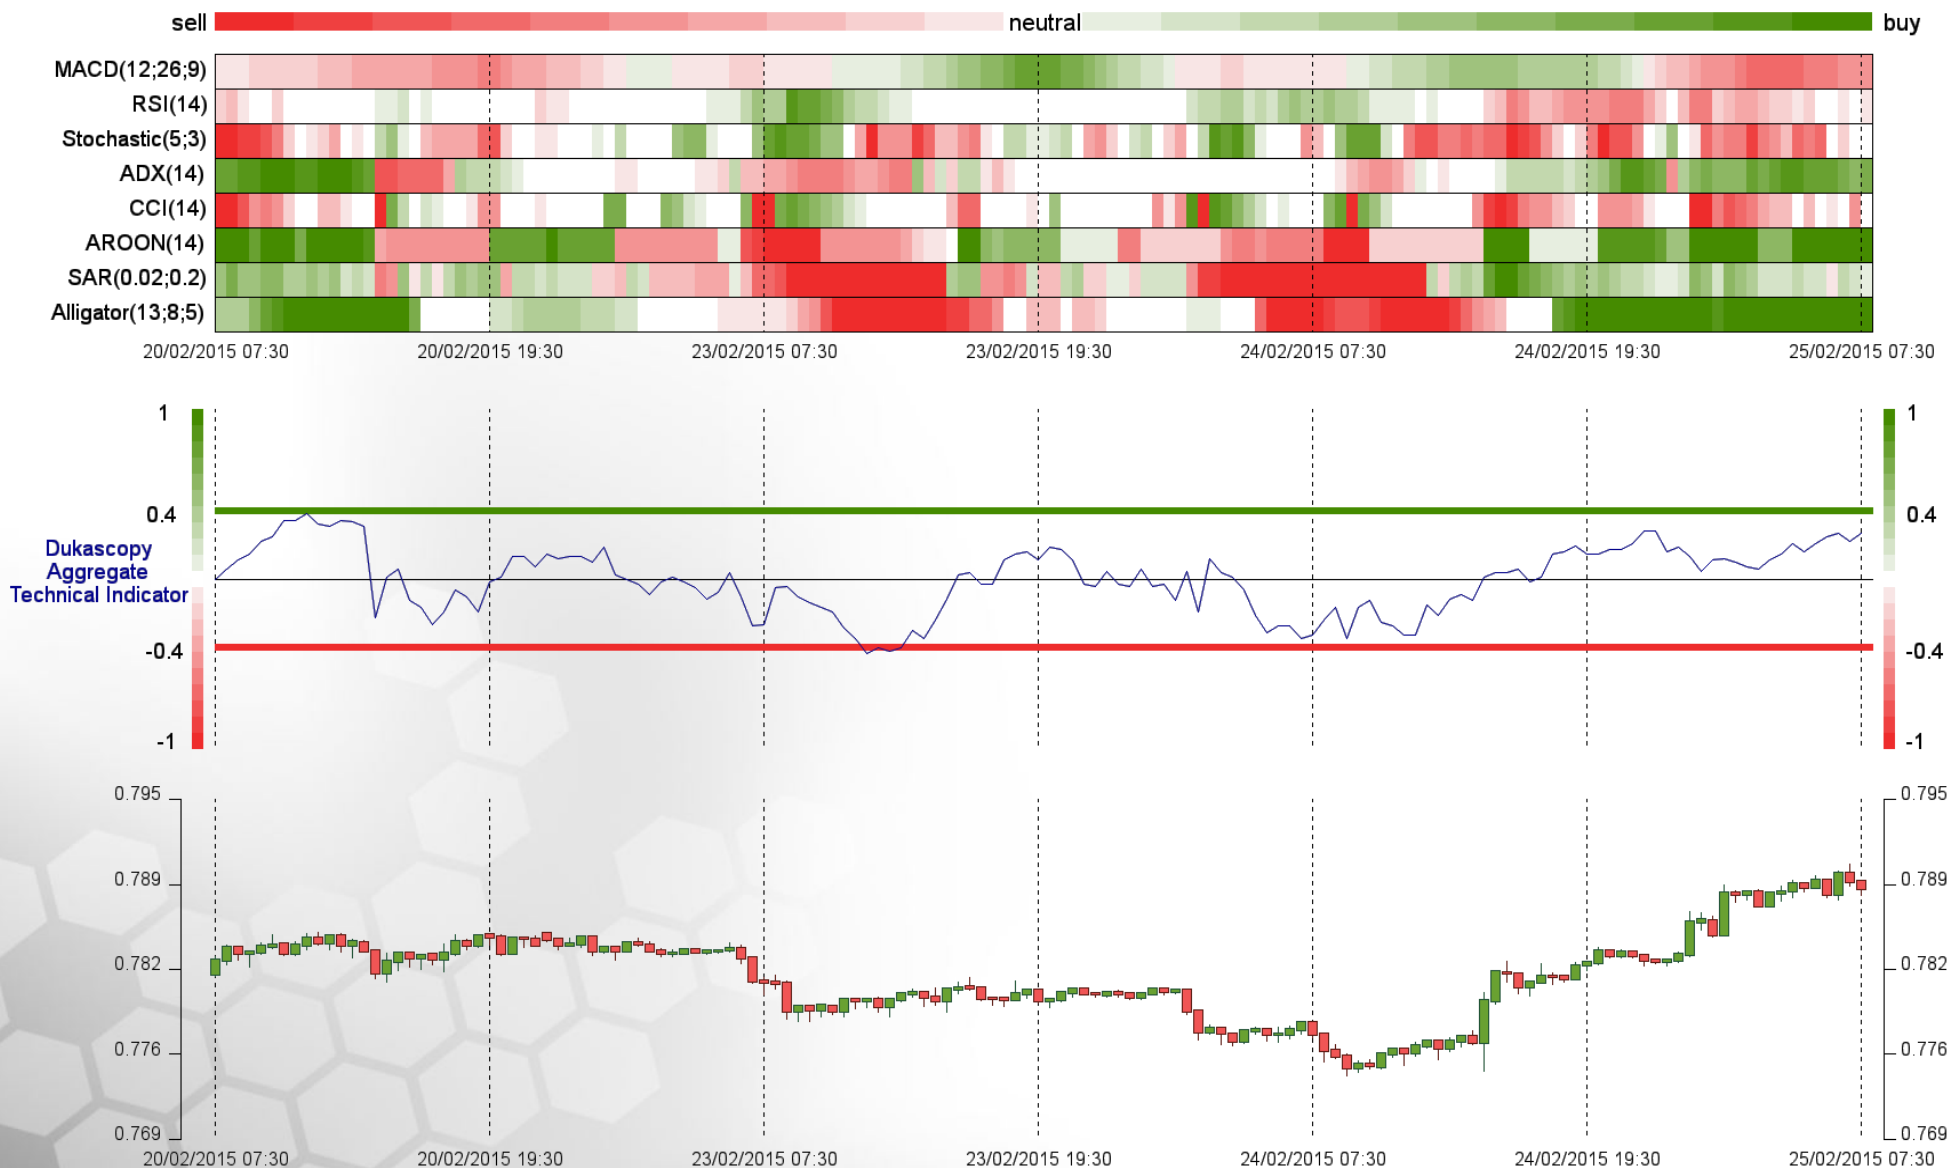 sell neutral buy
MACD(12;26;9)
RSI(14)
Stochastic(5;3)
ADX(14)
CCI(14)
AROON(14)
SAR(0.02;0.2)
Alligator(13;8;5)
20/02/2015 07:30 20/02/2015 19:30 23/02/2015 07:30 23/02/2015 19:30 24/02/2015 07:30 24/02/2015 19:30 25/02/2015 07:30
1 1
0.4 0.4
Dukascopy
Aggregate
Technical Indicator
-0.4 -0.4
-1 -1
0.795 0.795
0.789 0.789
0.782 0.782
0.776 0.776
0.769 0.769
20/02/2015 07:30 20/02/2015 19:30 23/02/2015 07:30 23/02/2015 19:30 24/02/2015 07:30 24/02/2015 19:30 25/02/2015 07:30